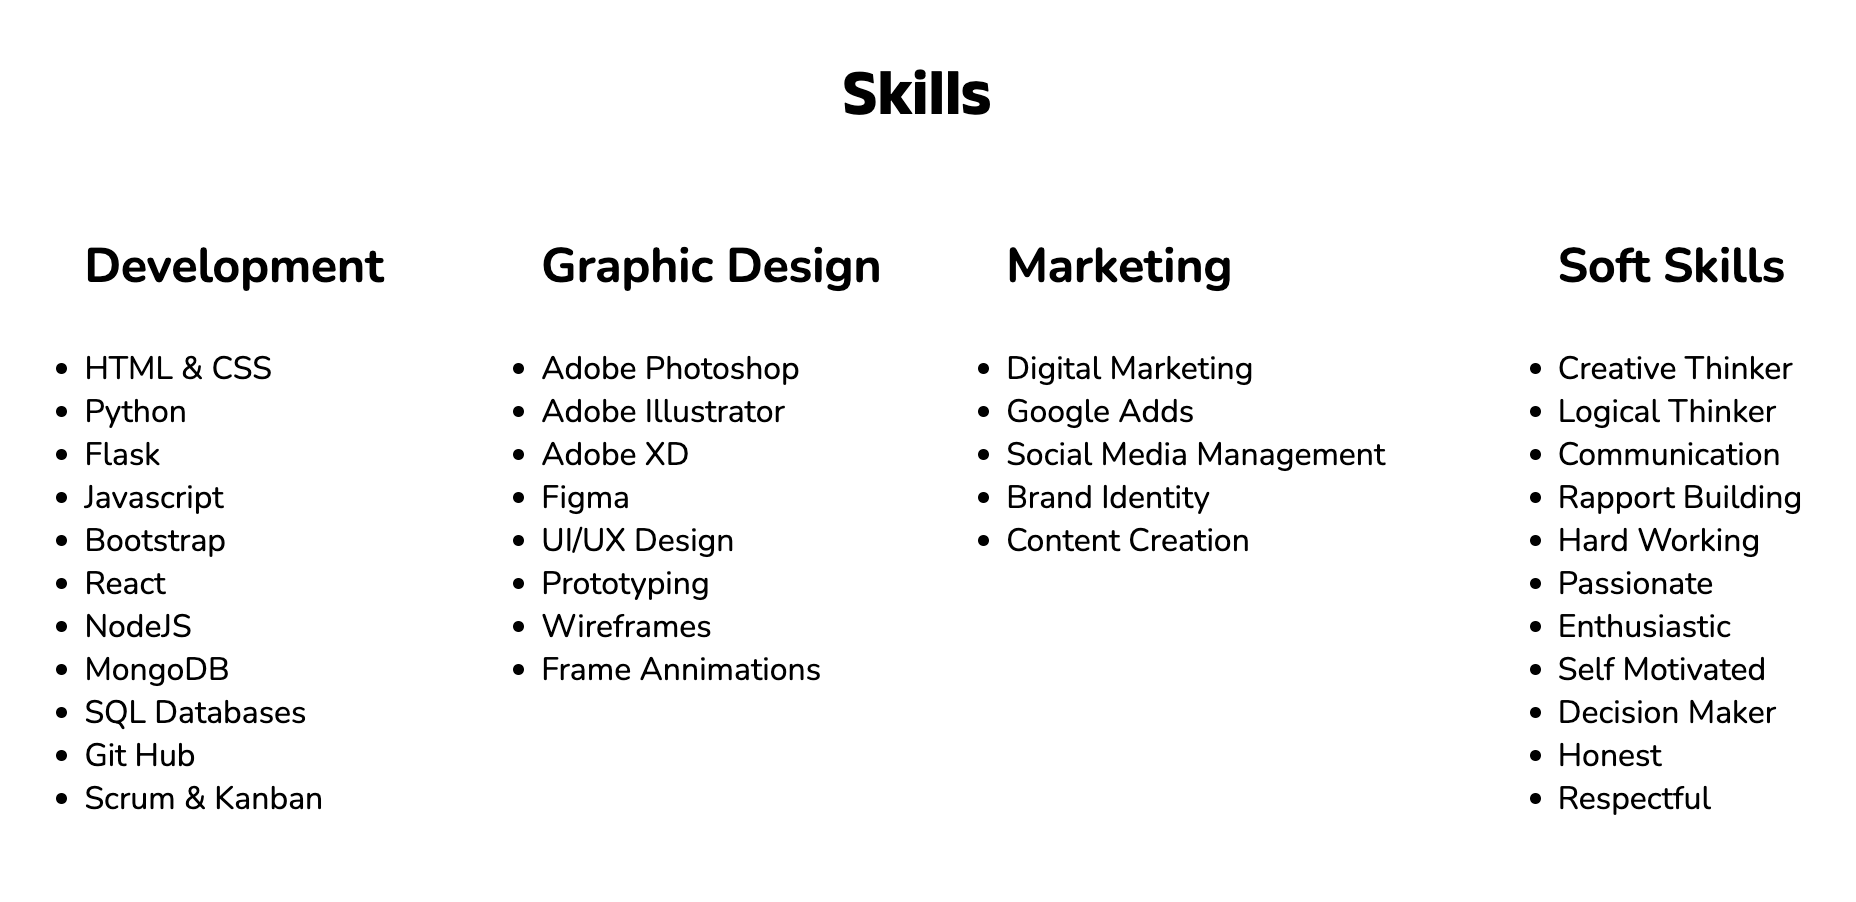 Skills
Development
HTML & CSS
Python
Flask
Javascript
Bootstrap
React
NodeJS
MongoDB
SQL Databases
Git Hub
Scrum & Kanban
Graphic Design
Adobe Photoshop
Adobe Illustrator
Adobe XD
Figma
UI/UX Design
Prototyping
Wireframes
Frame Annimations
Marketing
Digital Marketing
Google Adds
Social Media Management
Brand Identity
Content Creation
Soft Skills
Creative Thinker
Logical Thinker
Communication
Rapport Building
Hard Working
Passionate
Enthusiastic
Self Motivated
Decision Maker
Honest
Respectful